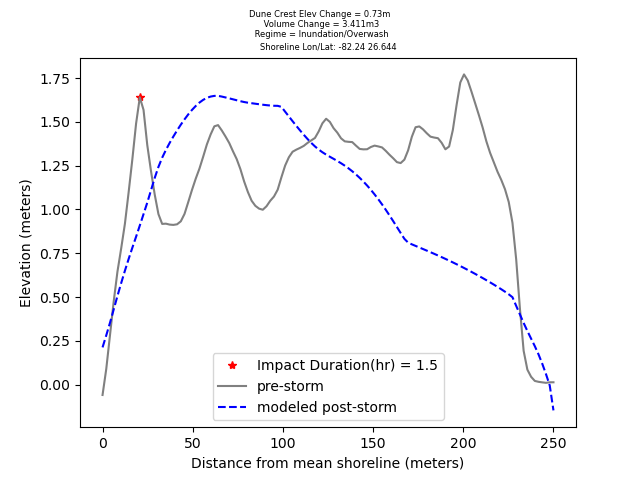 Dune Crest Elev Change = 0.73m
Volume Change = 3.411m3
Regime = Inundation/Overwash
Shoreline Lon/Lat: -82.24 26.644
1.75
1.50
1.25
1.00
0.75
0.50
0.25
0.00
Elevation (meters)
Impact Duration(hr) = 1.5
pre-storm
modeled post-storm
0 50 100 150 200 250
Distance from mean shoreline (meters)